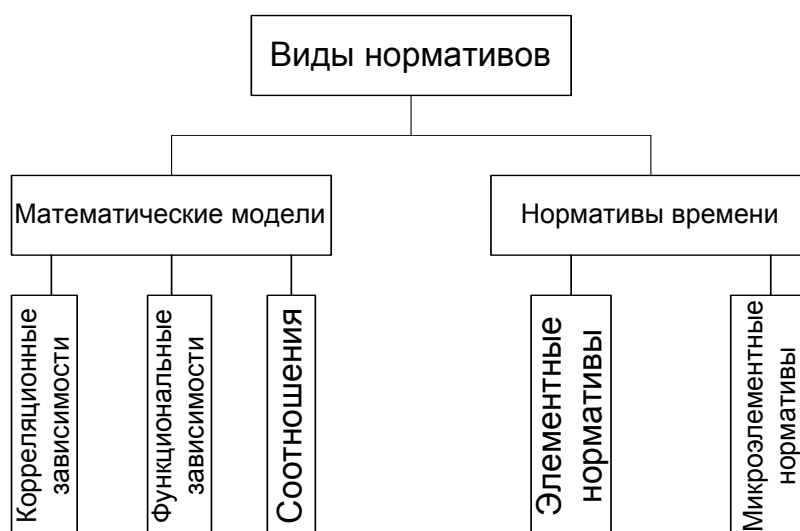 Виды нормативов
Математические модели
Нормативы времени
Корреляционные
зависимости
Функциональные
зависимости
Соотношения
Элементные
нормативы
Микроэлементные
нормативы